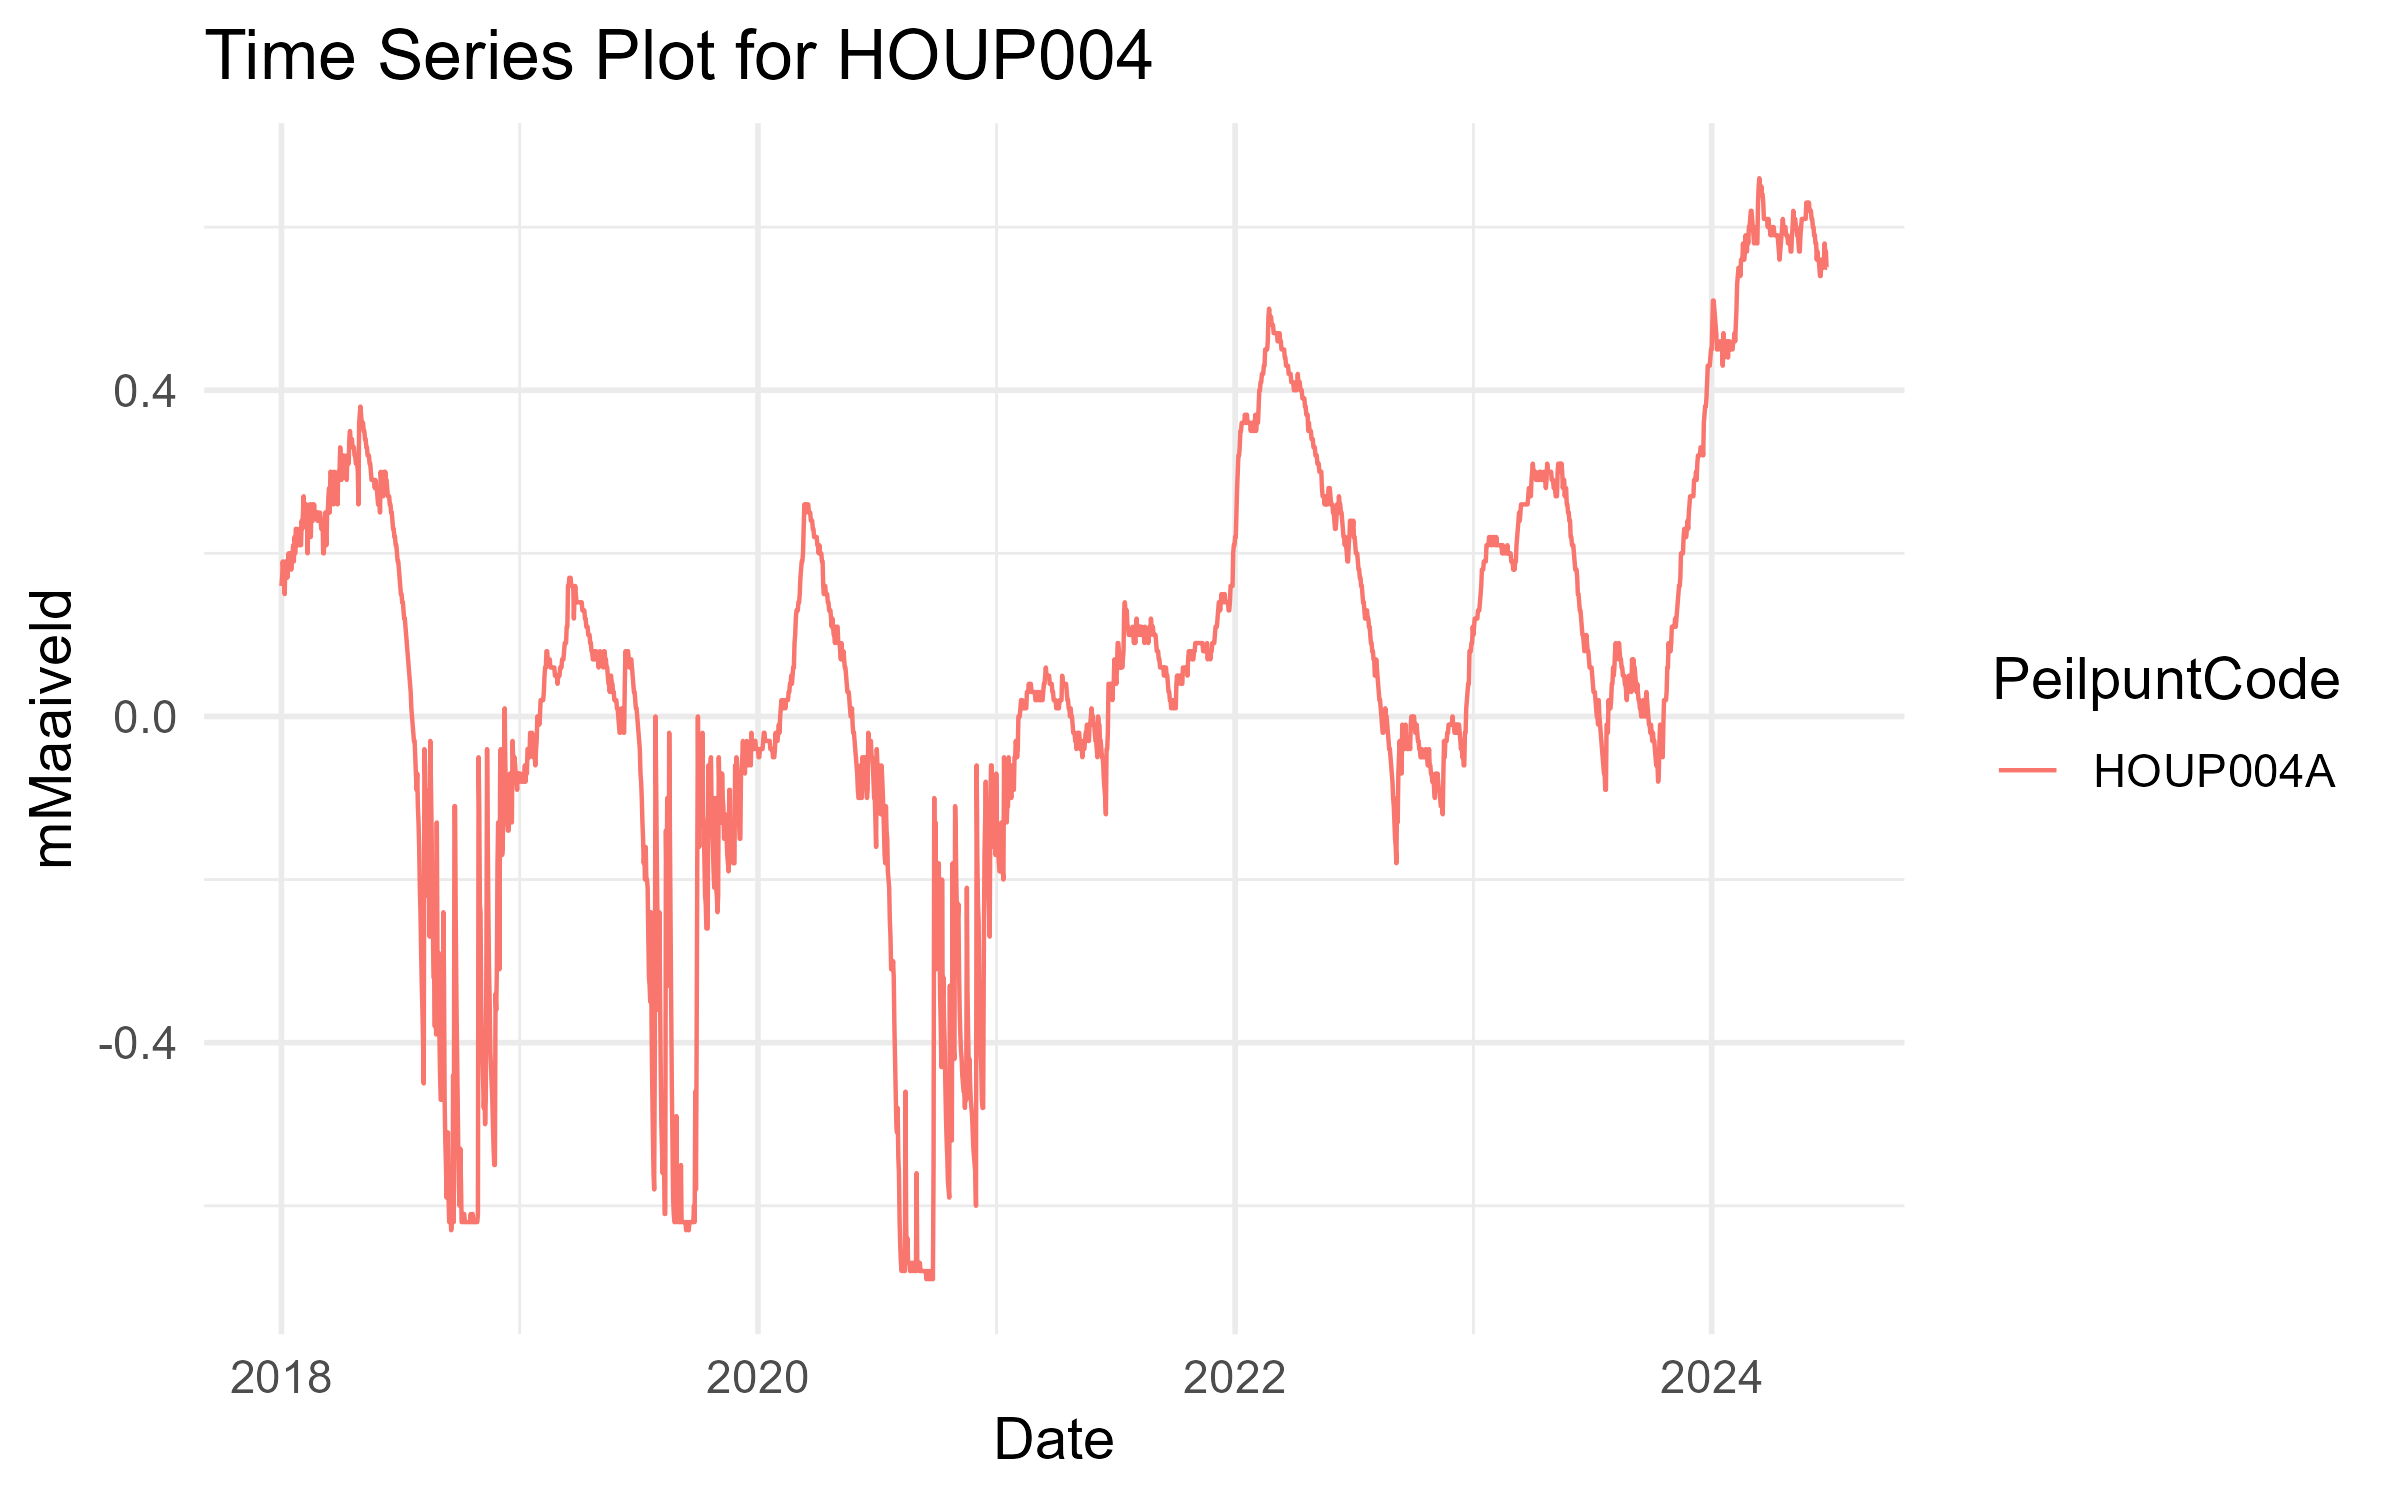 Time Series Plot for HOUP004
mMaaiveld
0.4
0.0
-0.4
2018 2020 2022 2024
Date
PeilpuntCode
HOUP004A